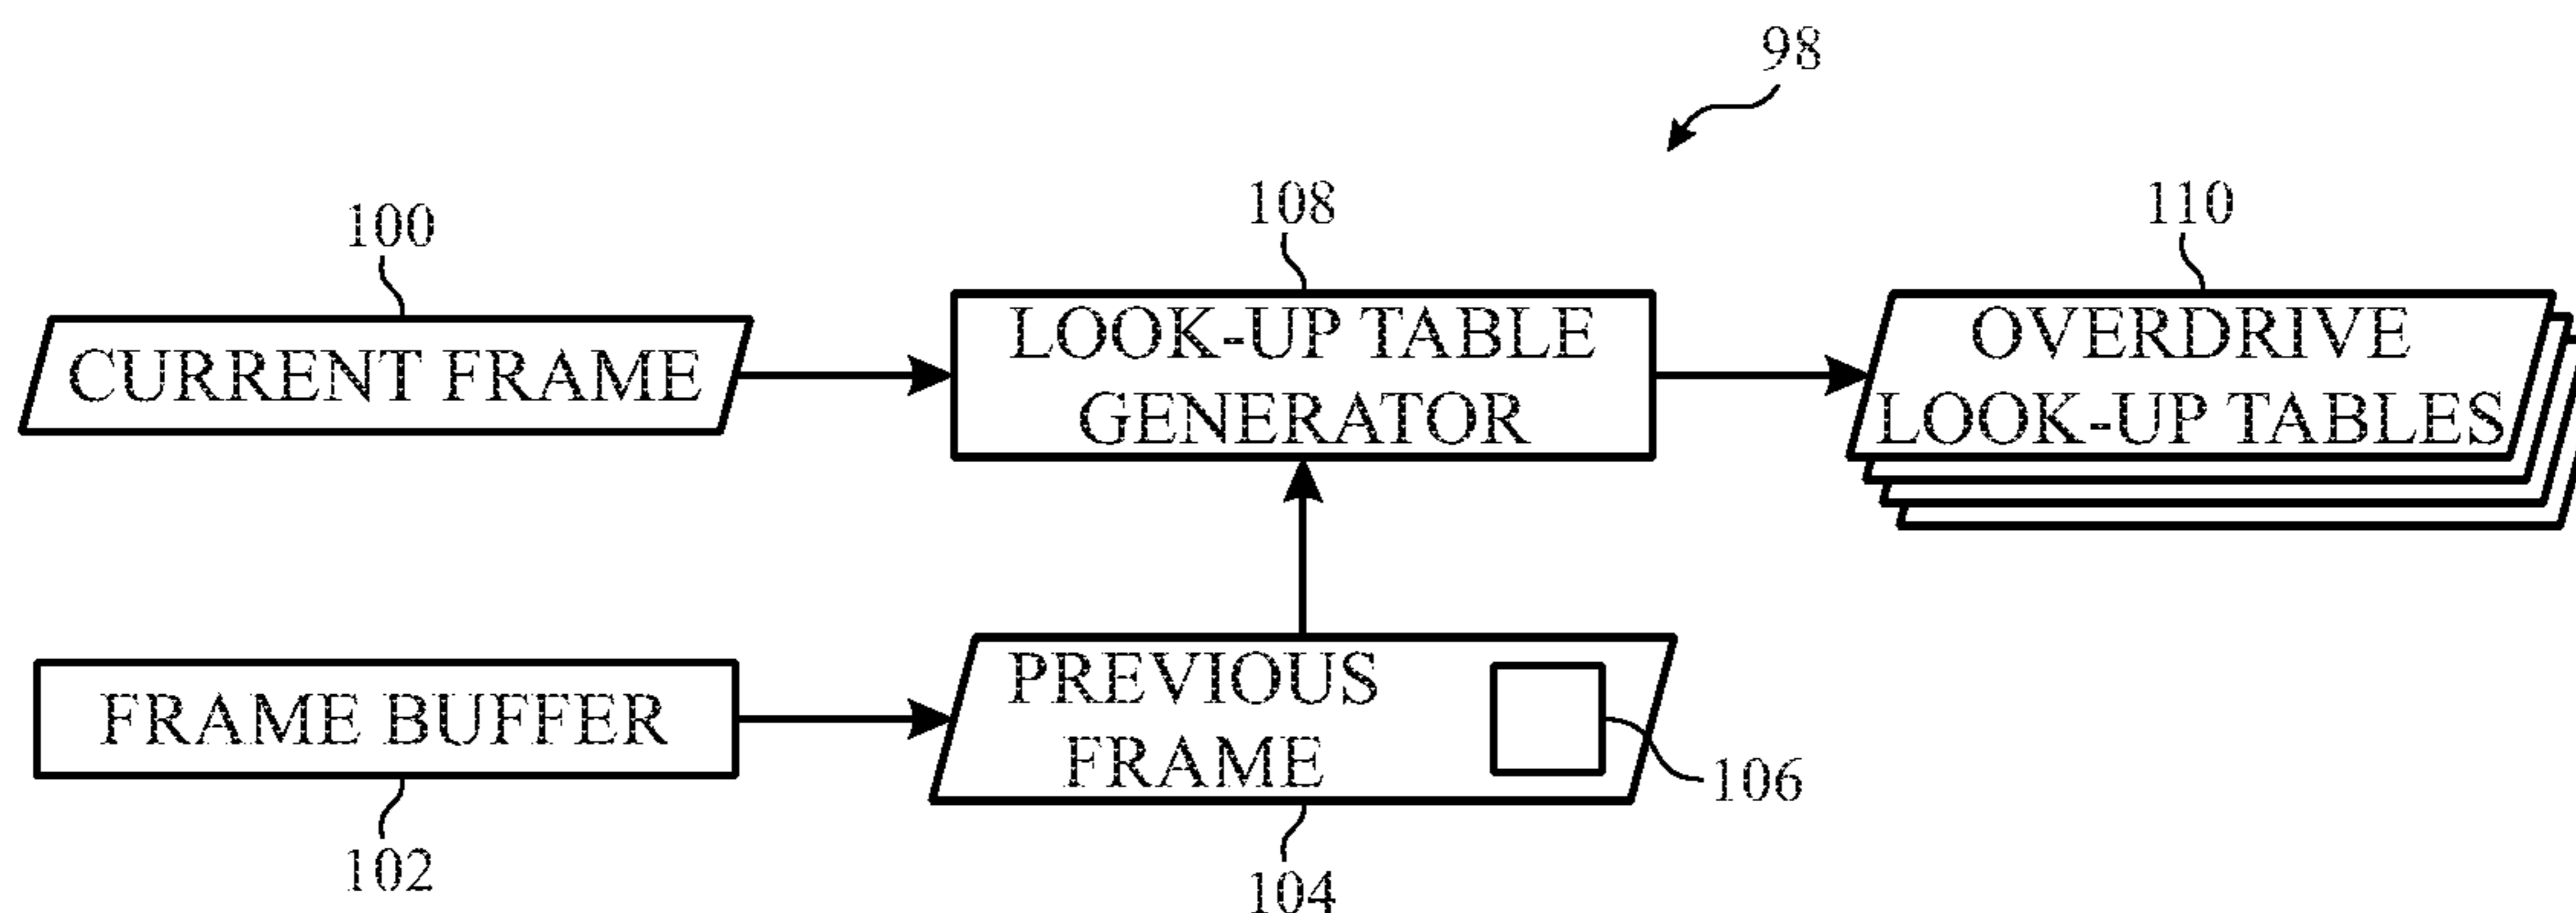 98
100
108
110
CURRENT FRAME
LOOK-UP TABLE
GENERATOR
OVERDRIVE
LOOK-UP TABLES
FRAME BUFFER
PREVIOUS
FRAME
106
102
104